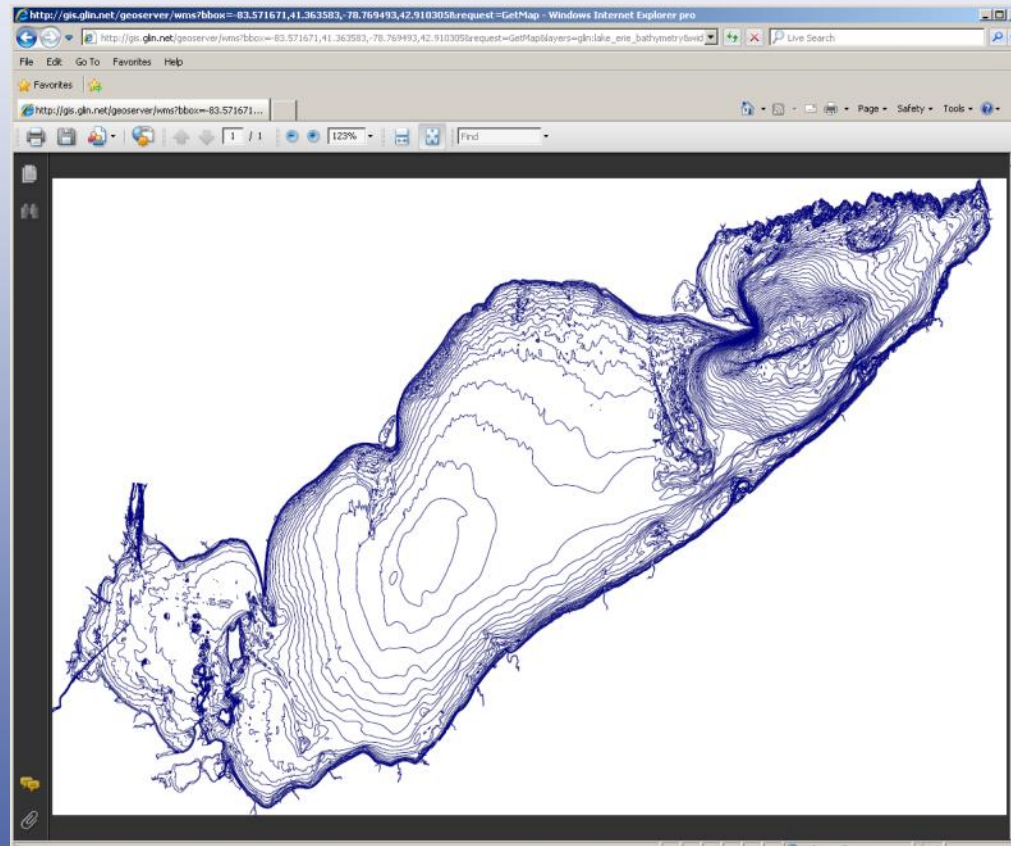 http://gis.glin.net/geoserver/wms?bbox=-83.571671,41.363583,-78.769493,42.910305&request=GetMap - Windows Internet Explorer pro
http://gis.glin.net/geoserver/wms?bbox=-83.571671,41.363583,-78.769493,42.910305&request=GetMap&layers=glin:lake_erie_bathymetry&wid
Live Search
File Edit Go To Favorites Help
Favorites
http://gis.glin.net/geoserver/wms?bbox=-83.571671...
Page Safety Tools
1 / 1 123% Find